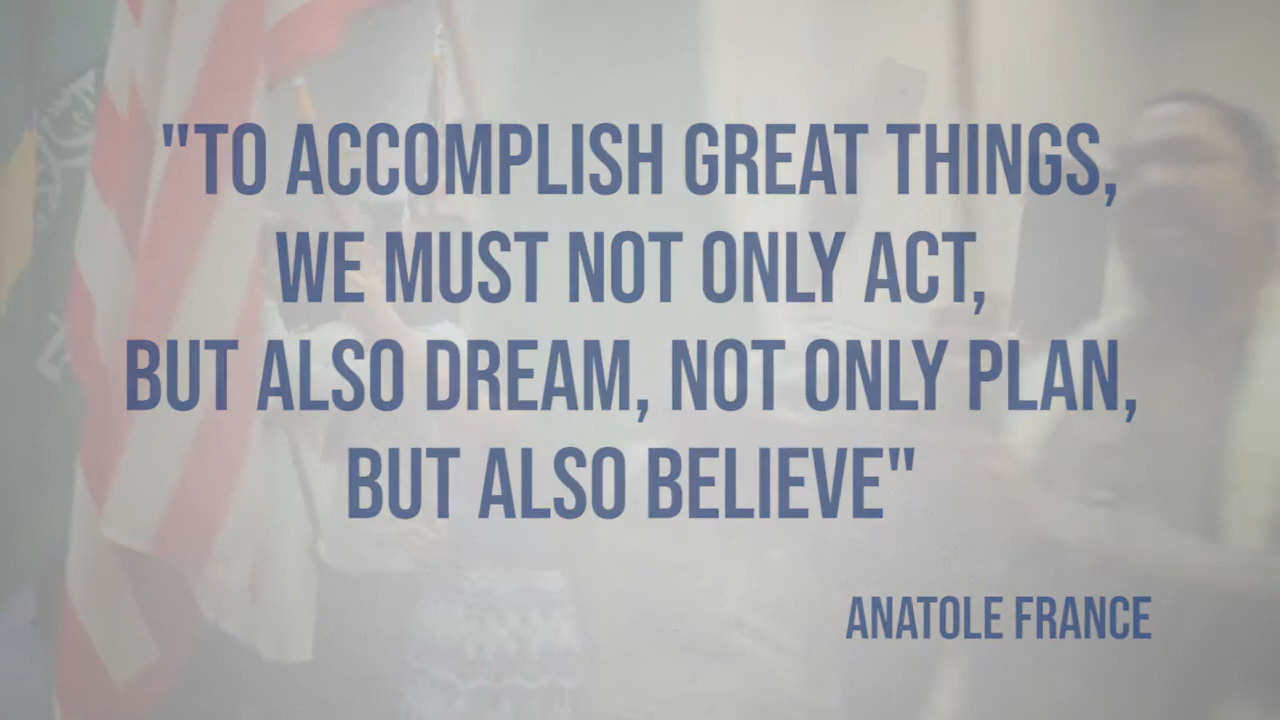 "TO ACCOMPLISH GREAT THINGS,
WE MUST NOT ONLY ACT,
BUT ALSO DREAM, NOT ONLY PLAN,
BUT ALSO BELIEVE"
ANATOLE FRANCE